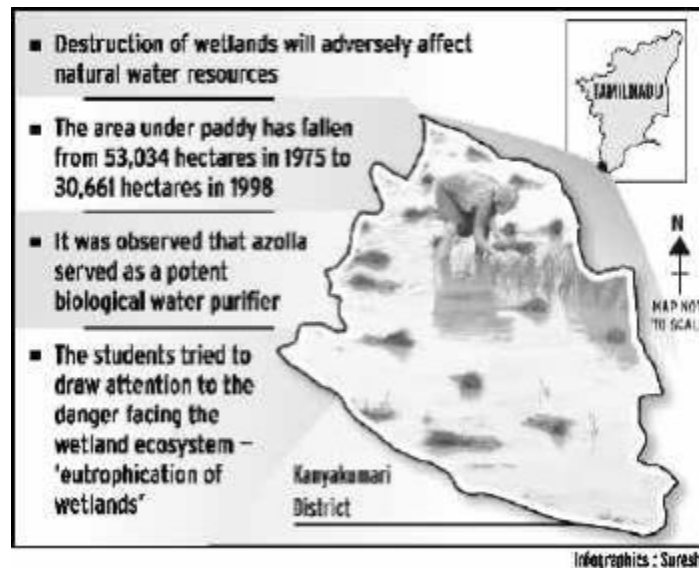 ▪ Destruction of wetlands will adversely affect
natural water resources
▪ The area under paddy has fallen
from 53,034 hectares in 1975 to
30,661 hectares in 1998
▪ It was observed that azolla
served as a potent
biological water purifier
▪ The students tried to
draw attention to the
danger facing the
wetland ecosystem –
'eutrophication of
wetlands'
TAMILNADU
N
MAP NOT
TO SCALE
Kanyakumari
District
Infographics : Suresh